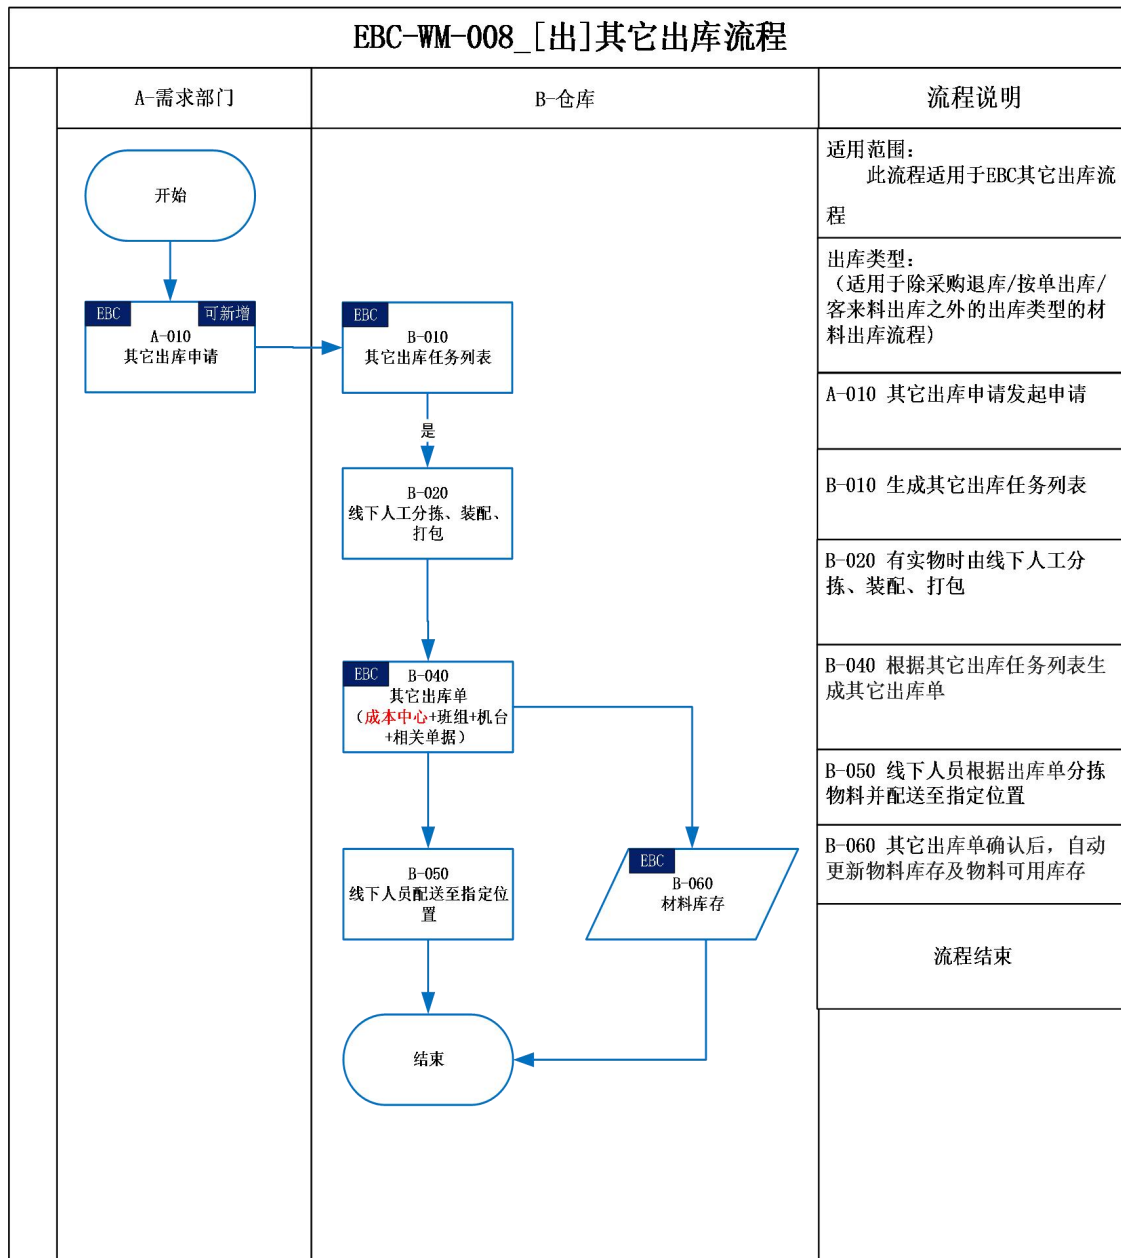 EBC-WM-008_[出]其它出库流程
A-需求部门
B-仓库
流程说明
开始
EBC
可新增
A-010
其它出库申请
EBC
B-010
其它出库任务列表
是
B-020
线下人工分拣、装配、
打包
EBC
B-040
其它出库单
（成本中心+班组+机台
+相关单据）
B-050
线下人员配送至指定位
置
EBC
B-060
材料库存
结束
适用范围：
此流程适用于EBC其它出库流
程
出库类型：
（适用于除采购退库/按单出库/
客来料出库之外的出库类型的材
料出库流程）
A-010 其它出库申请发起申请
B-010 生成其它出库任务列表
B-020 有实物时由线下人工分
拣、装配、打包
B-040 根据其它出库任务列表生
成其它出库单
B-050 线下人员根据出库单分拣
物料并配送至指定位置
B-060 其它出库单确认后，自动
更新物料库存及物料可用库存
流程结束